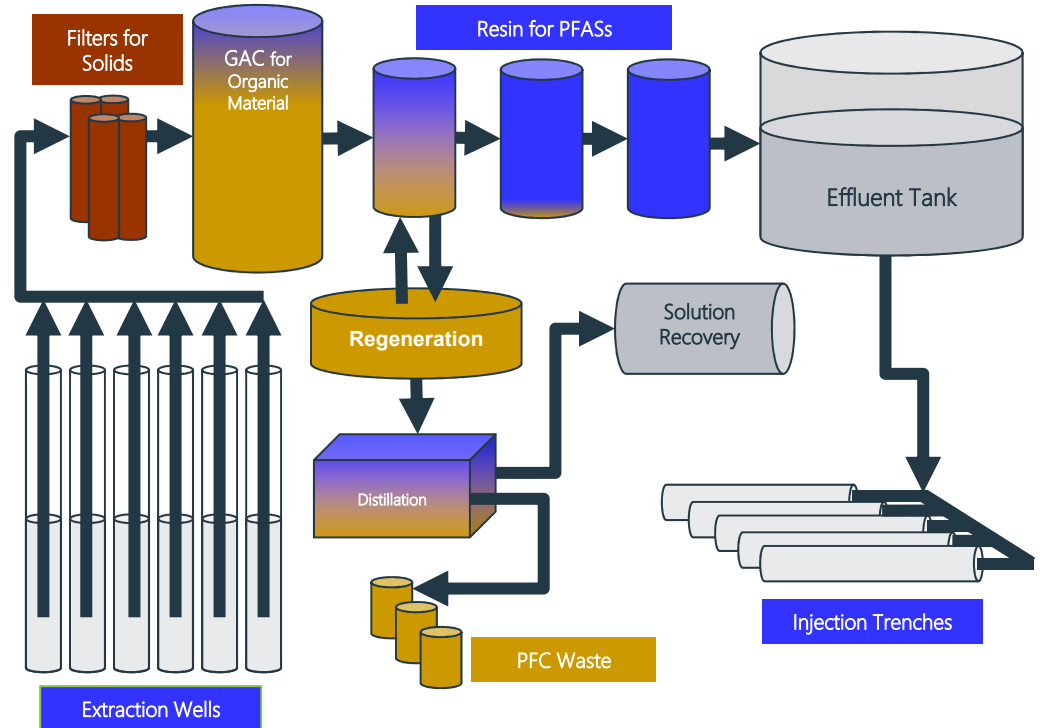 Filters for
Solids
GAC for
Organic
Material
Resin for PFASs
Effluent Tank
Regeneration
Solution
Recovery
Distillation
Injection Trenches
PFC Waste
Extraction Wells